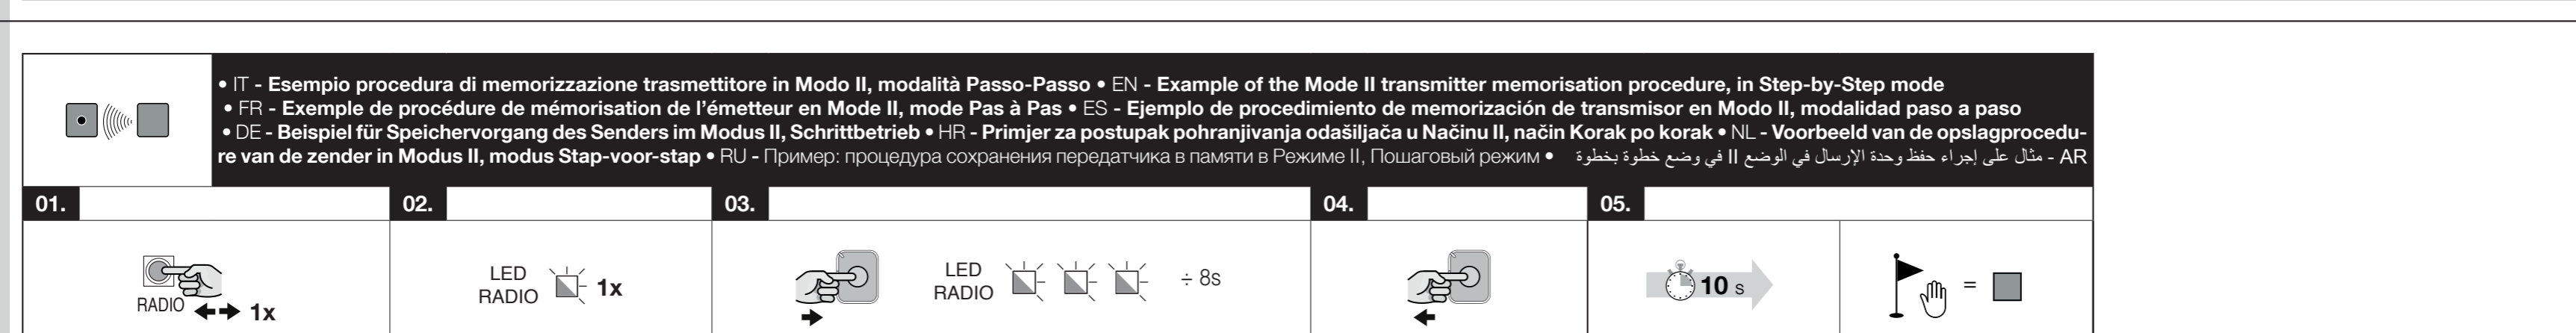 • IT - Esempio procedura di memorizzazione trasmettitore in Modo II, modalità Passo-Passo • EN - Example of the Mode II transmitter memorisation procedure, in Step-by-Step mode
• FR - Exemple de procédure de mémorisation de l'émetteur en Mode II, mode Pas à Pas • ES - Ejemplo de procedimiento de memorización de transmisor en Modo II, modalidad paso a paso
• DE - Beispiel für Speichervorgang des Senders im Modus II, Schrittbetrieb • HR - Primjer za postupak pohranjivanja odašiljača u Načinu II, način Korak po korak • NL - Voorbeeld van de opslagprocedu-
re van de zender in Modus II, modus Stap-voor-stap • RU - Пример: процедура сохранения передатчика в памяти в Режиме II, Пошаговый режим • AR - مثال على إجراء حفظ وحدة الإرسال في الوضع II في وضع خطوة بخطوة
01. 02. 03. 04. 05.
RADIO 1x
LED
RADIO 1x
LED
RADIO ÷ 8s
10 s
=